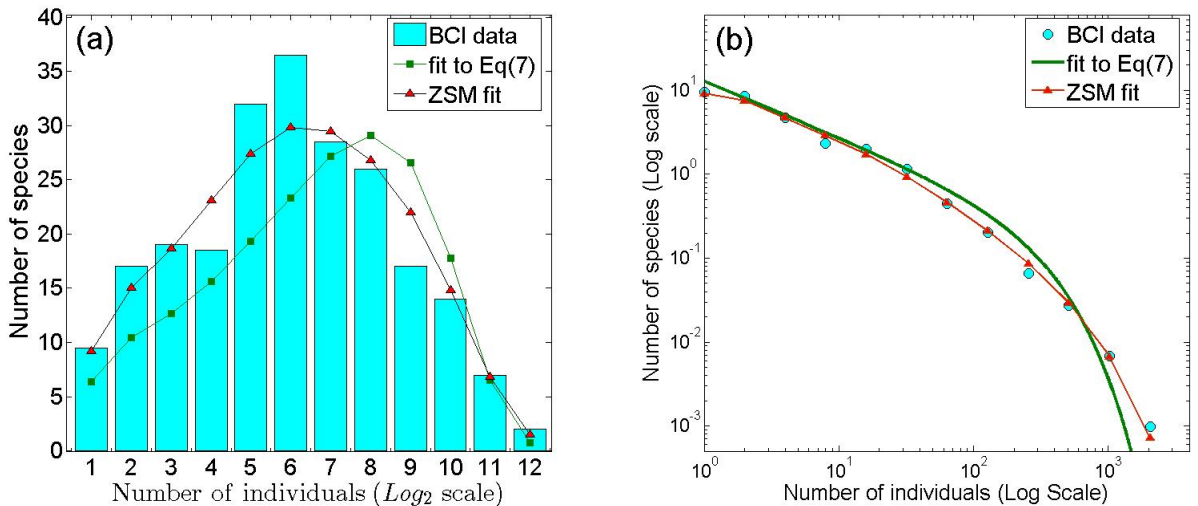 (a)
BCI data
fit to Eq(7)
ZSM fit
Number of species
40
35
30
25
20
15
10
5
0
1 2 3 4 5 6 7 8 9 10 11 12
Number of individuals (Log₂ scale)
(b)
BCI data
fit to Eq(7)
ZSM fit
Number of species (Log scale)
10¹
10⁰
10⁻¹
10⁻²
10⁻³
10⁰ 10¹ 10² 10³
Number of individuals (Log Scale)